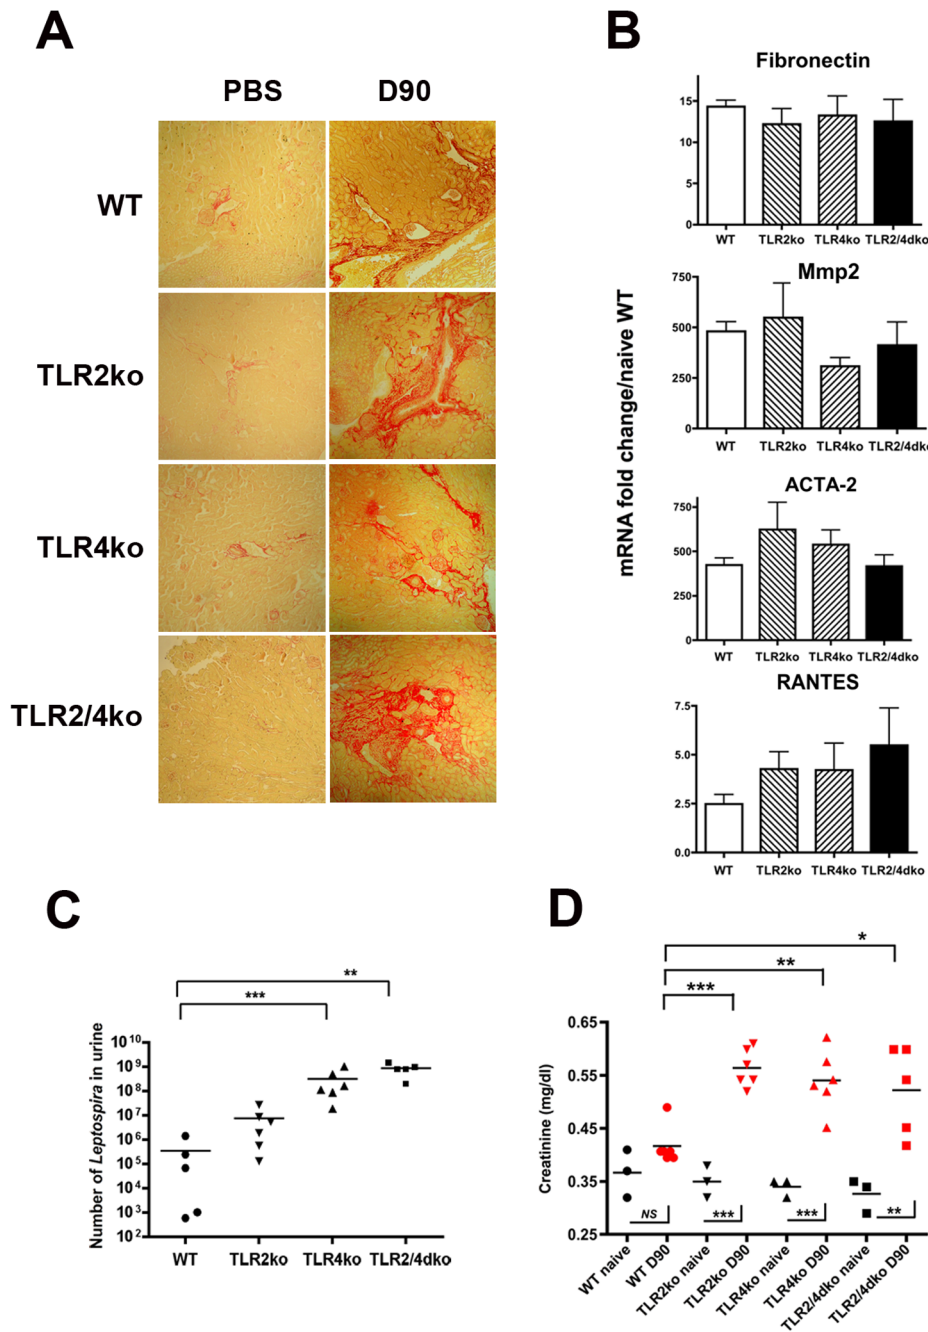 A
PBS D90
WT
TLR2ko
TLR4ko
TLR2/4ko
B
mRNA fold change/naive WT
Fibronectin
15
10
5
0
WT TLR2ko TLR4ko TLR2/4dko
Mmp2
750
500
250
0
WT TLR2ko TLR4ko TLR2/4dko
ACTA-2
750
500
250
0
WT TLR2ko TLR4ko TLR2/4dko
RANTES
7.5
5.0
2.5
0.0
WT TLR2ko TLR4ko TLR2/4dko
C
**
***
Number of Leptospira in urine
10^10
10^9
10^8
10^7
10^6
10^5
10^4
10^3
10^2
WT TLR2ko TLR4ko TLR2/4dko
D
*
**
***
Creatinine (mg/dl)
0.65
0.55
0.45
0.35
0.25
NS *** *** **
WT naive
WT D90
TLR2ko naive
TLR2ko D90
TLR4ko naive
TLR4ko D90
TLR2/4dko naive
TLR2/4dko D90